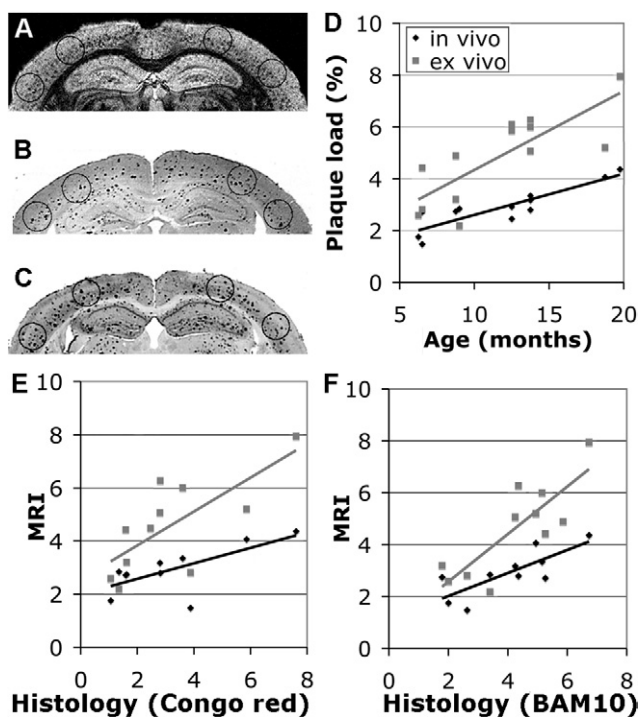 A
B
C
D
in vivo
ex vivo
Plaque load (%)
10
8
6
4
2
0
5
10
15
20
Age (months)
E
MRI
10
8
6
4
2
0
0
2
4
6
8
Histology (Congo red)
F
MRI
10
8
6
4
2
0
0
2
4
6
8
Histology (BAM10)